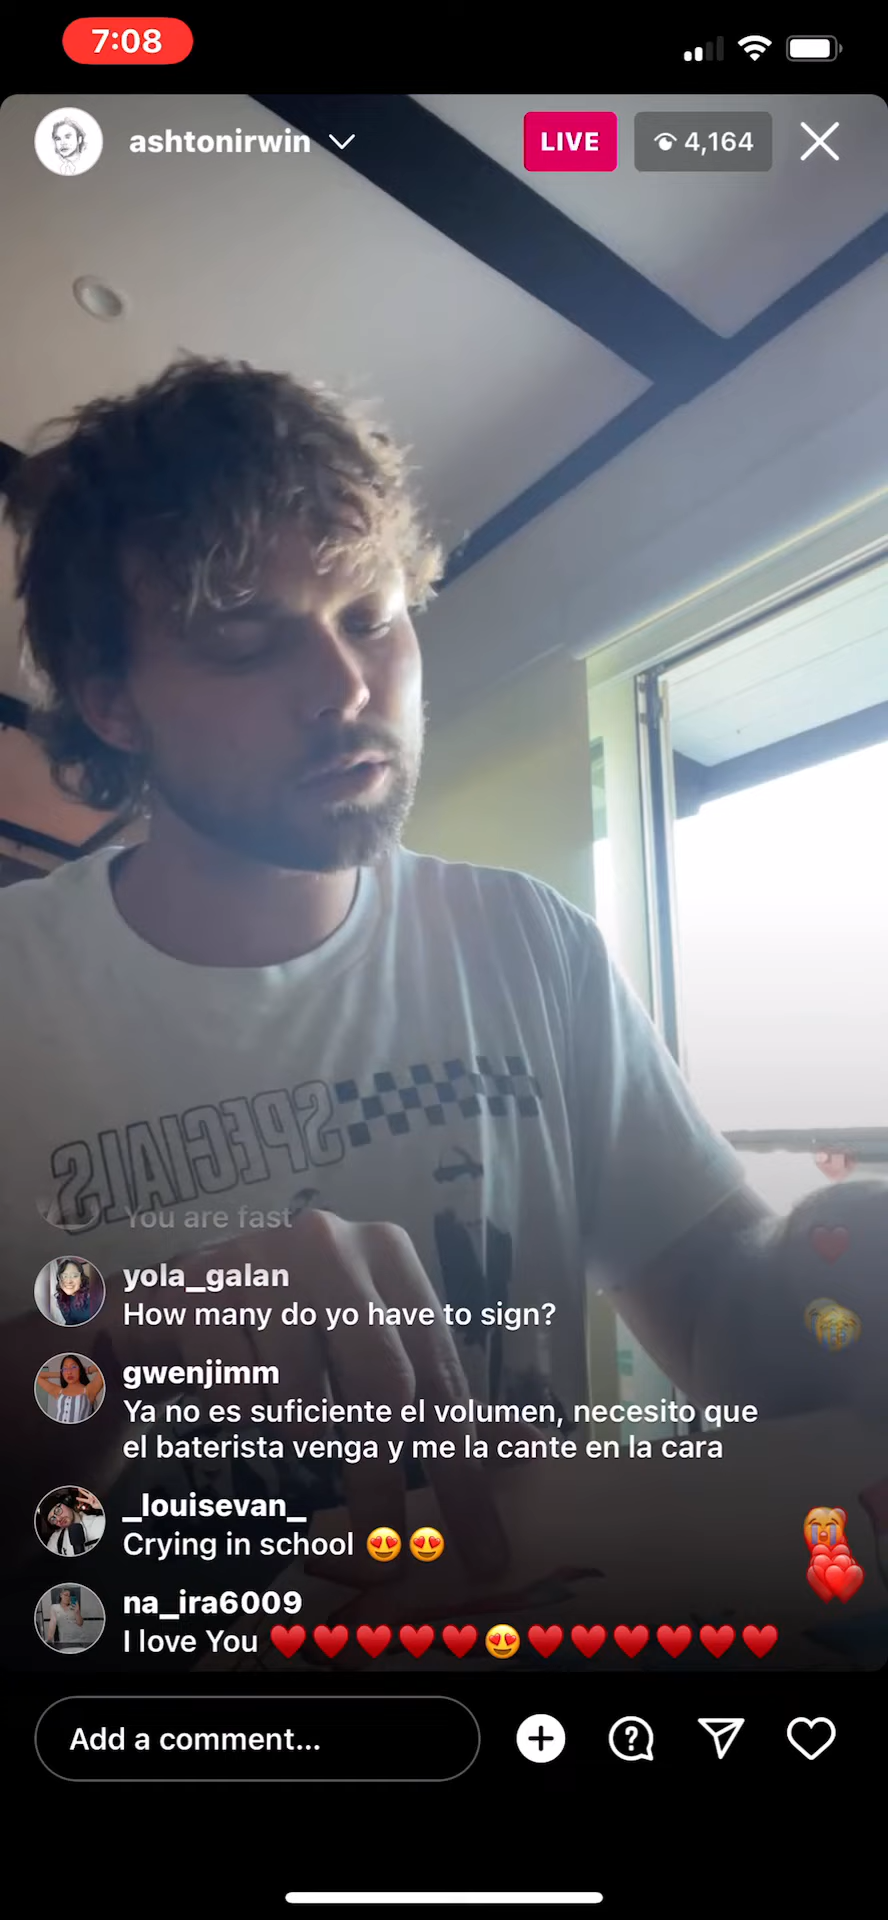 7:08
ashtonirwin
LIVE
4,164
SPECIALS
You are fast
yola_galan
How many do yo have to sign?
gwenjimm
Ya no es suficiente el volumen, necesito que
el baterista venga y me la cante en la cara
_louisevan_
Crying in school 😍😍
na_ira6009
I love You ❤️❤️❤️❤️❤️😍❤️❤️❤️❤️❤️❤️
Add a comment...